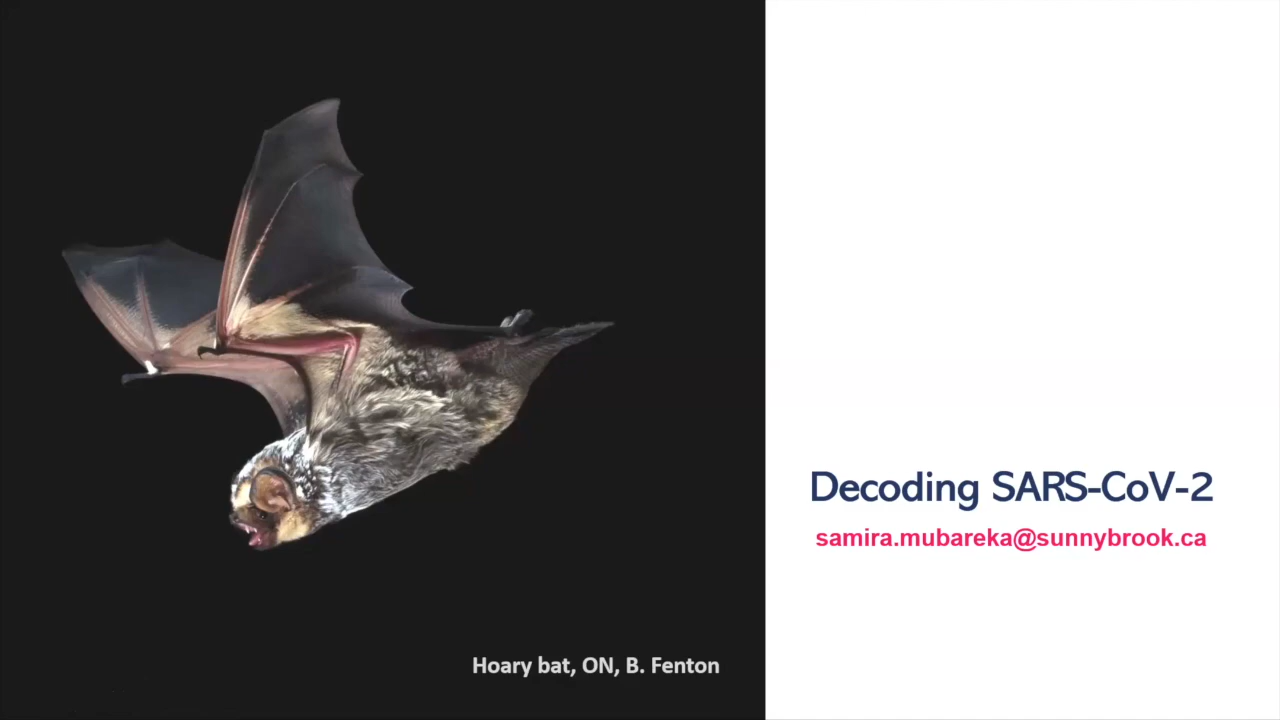 Decoding SARS-CoV-2
samira.mubareka@sunnybrook.ca
Hoary bat, ON, B. Fenton